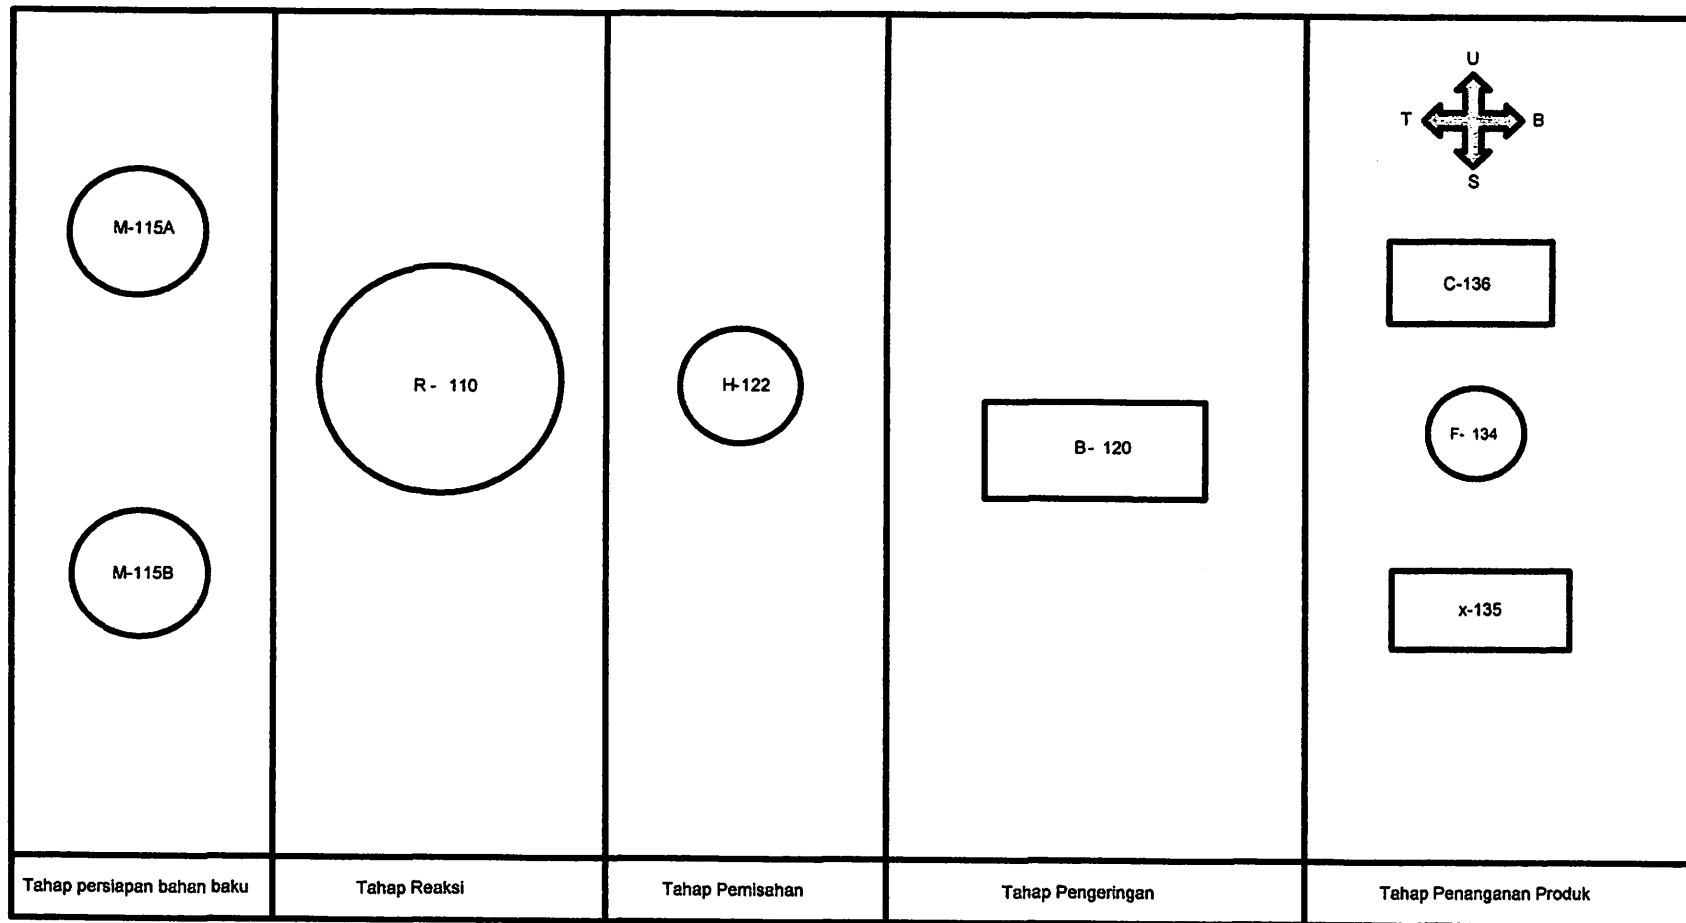 U
T B
S
M-115A
C-136
R - 110
H-122
F- 134
B- 120
M-115B
x-135
Tahap persiapan bahan baku
Tahap Reaksi
Tahap Pemisahan
Tahap Pengeringan
Tahap Penanganan Produk